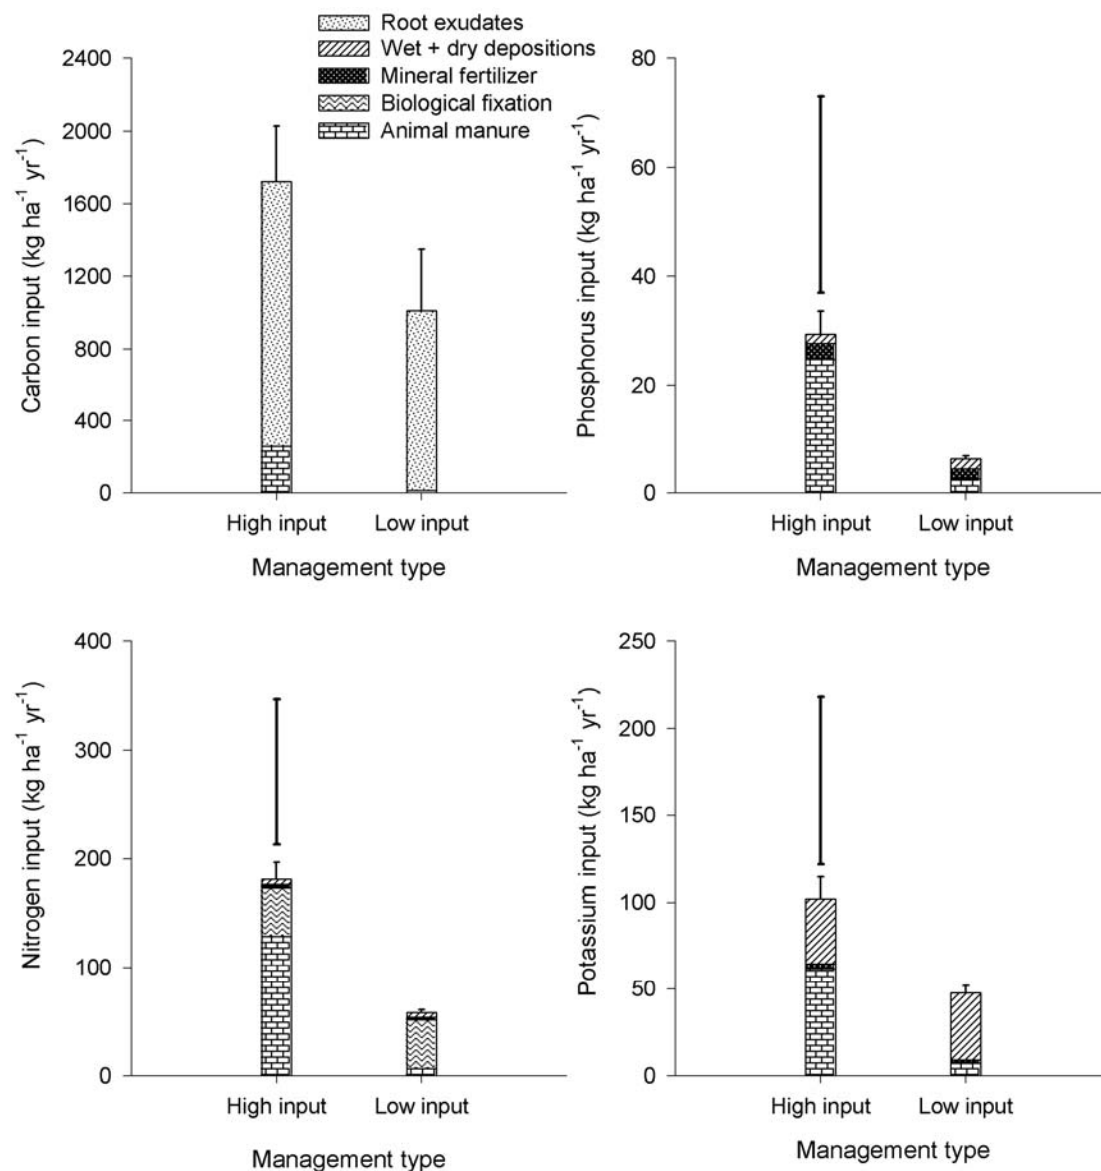 Root exudates
Wet + dry depositions
Mineral fertilizer
Biological fixation
Animal manure
Carbon input (kg ha⁻¹ yr⁻¹)
2400
2000
1600
1200
800
400
0
High input Low input
Management type
Phosphorus input (kg ha⁻¹ yr⁻¹)
80
60
40
20
0
High input Low input
Management type
Nitrogen input (kg ha⁻¹ yr⁻¹)
400
300
200
100
0
High input Low input
Management type
Potassium input (kg ha⁻¹ yr⁻¹)
250
200
150
100
50
0
High input Low input
Management type